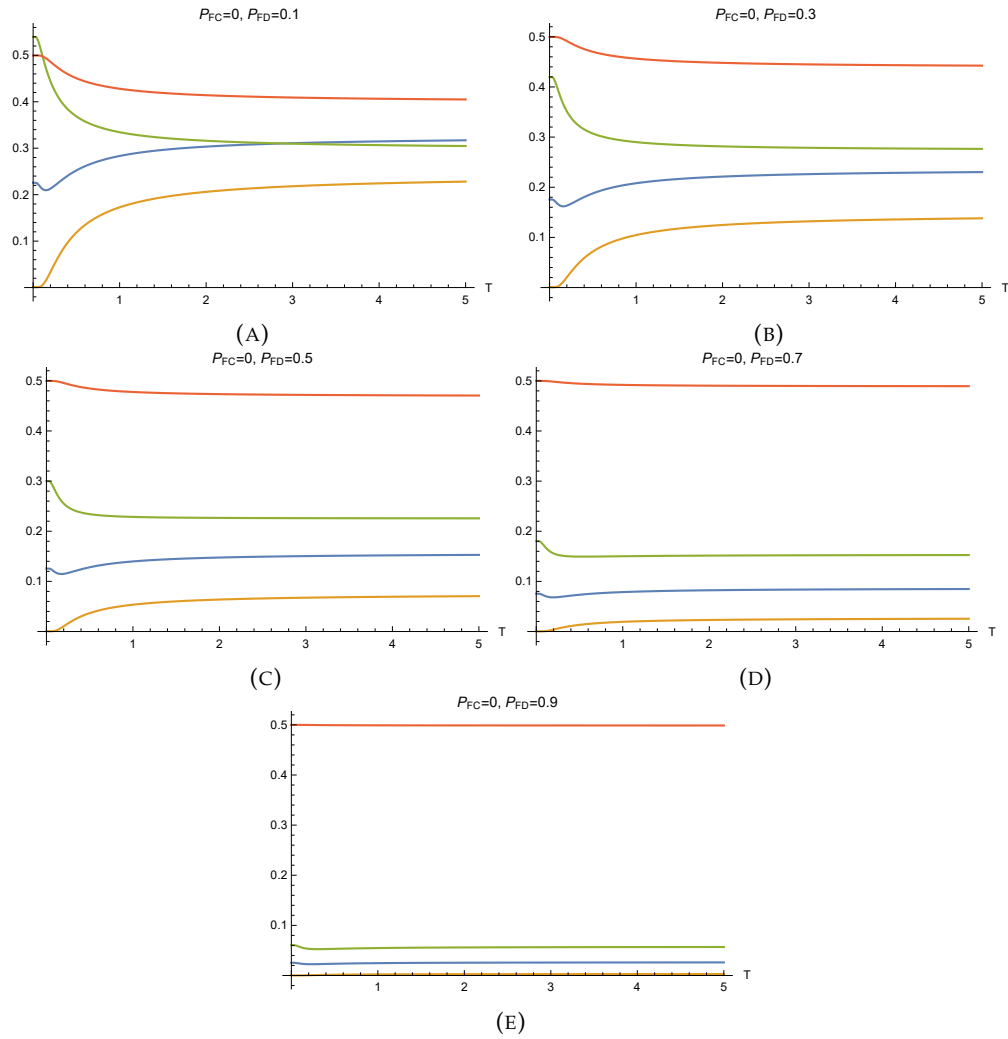 P_FC=0, P_FD=0.1
0.5
0.4
0.3
0.2
0.1
1 2 3 4 5 T
(A)
P_FC=0, P_FD=0.3
0.5
0.4
0.3
0.2
0.1
1 2 3 4 5 T
(B)
P_FC=0, P_FD=0.5
0.5
0.4
0.3
0.2
0.1
1 2 3 4 5 T
(C)
P_FC=0, P_FD=0.7
0.5
0.4
0.3
0.2
0.1
1 2 3 4 5 T
(D)
P_FC=0, P_FD=0.9
0.5
0.4
0.3
0.2
0.1
1 2 3 4 5 T
(E)